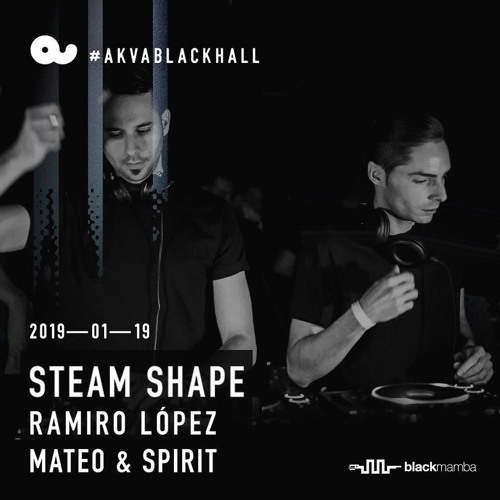 #AKVABLACKHALL
2019—01—19
STEAM SHAPE
RAMIRO LÓPEZ
MATEO & SPIRIT
blackmamba